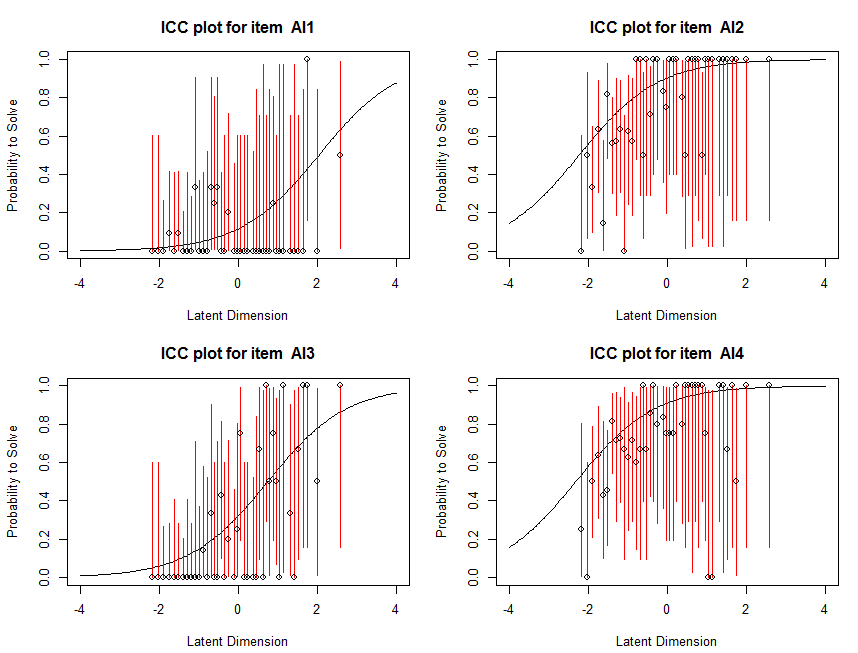 ICC plot for item AI1
Probability to Solve
0.0 0.2 0.4 0.6 0.8 1.0
-4 -2 0 2 4
Latent Dimension
ICC plot for item AI2
Probability to Solve
0.0 0.2 0.4 0.6 0.8 1.0
-4 -2 0 2 4
Latent Dimension
ICC plot for item AI3
Probability to Solve
0.0 0.2 0.4 0.6 0.8 1.0
-4 -2 0 2 4
Latent Dimension
ICC plot for item AI4
Probability to Solve
0.0 0.2 0.4 0.6 0.8 1.0
-4 -2 0 2 4
Latent Dimension